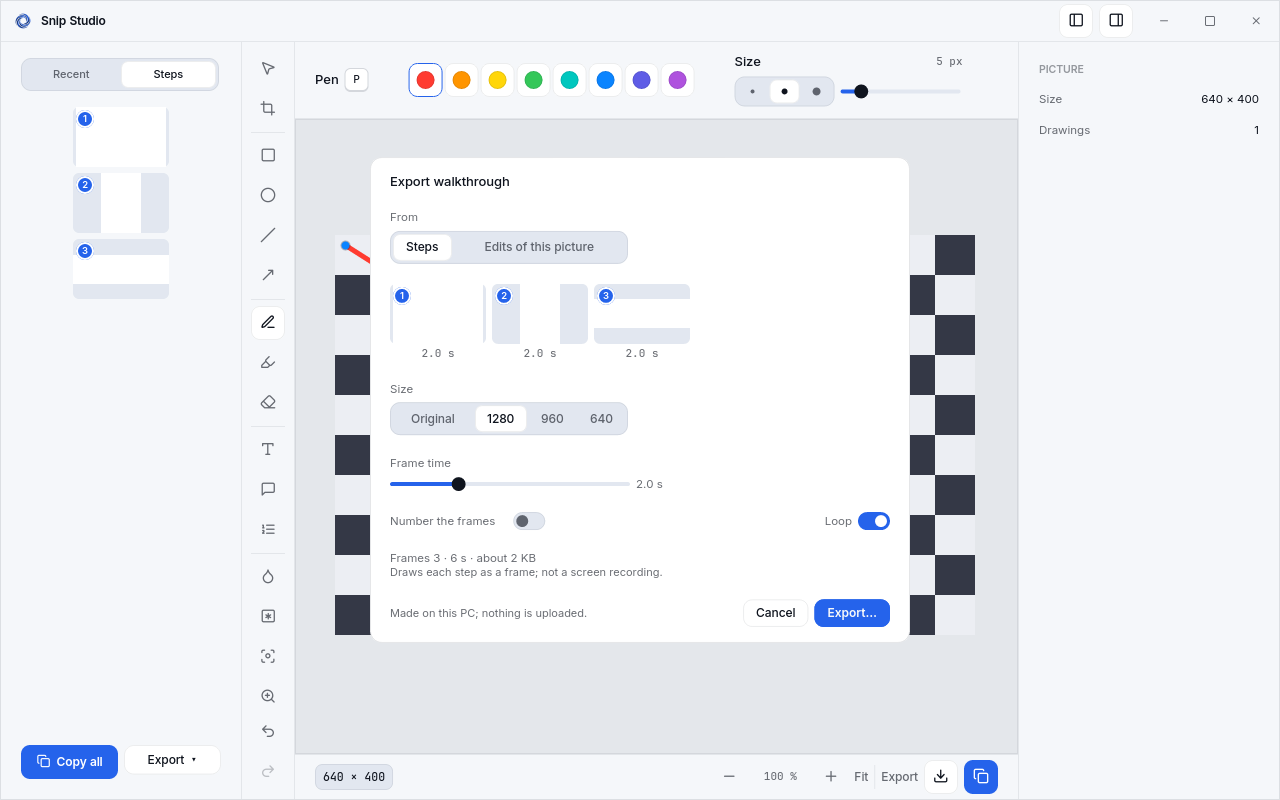 Snip Studio
Recent
Steps
1
2
3
Copy all
Export
Pen
P
Size
5 px
PICTURE
Size
640 × 400
Drawings
1
Export walkthrough
From
Steps
Edits of this picture
1
2
3
2.0 s
2.0 s
2.0 s
Size
Original
1280
960
640
Frame time
2.0 s
Number the frames
Loop
Frames 3 · 6 s · about 2 KB
Draws each step as a frame; not a screen recording.
Made on this PC; nothing is uploaded.
Cancel
Export...
640 × 400
100 %
Fit
Export